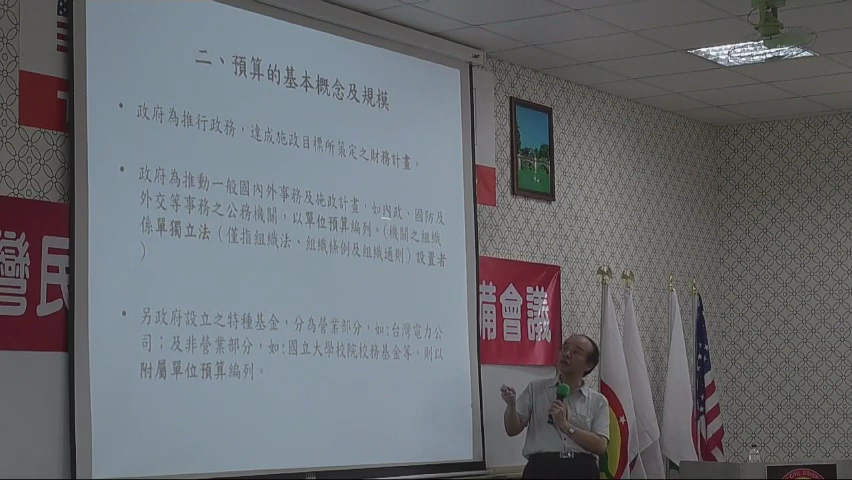 二、預算的基本概念及規模
• 政府為推行政務，達成施政目標所策定之財務計畫。
• 政府為推動一般國內外事務及施政計畫，如內政、國防及
外交等事務之公務機關，以單位預算編列。（機關之組織
係單獨立法（僅指組織法、組織條例及組織通則）設置者
）
• 另政府設立之特種基金，分為營業部分，如:台灣電力公
司；及非營業部分，如:國立大學校院校務基金等，則以
附屬單位預算編列。
灣民
備會議